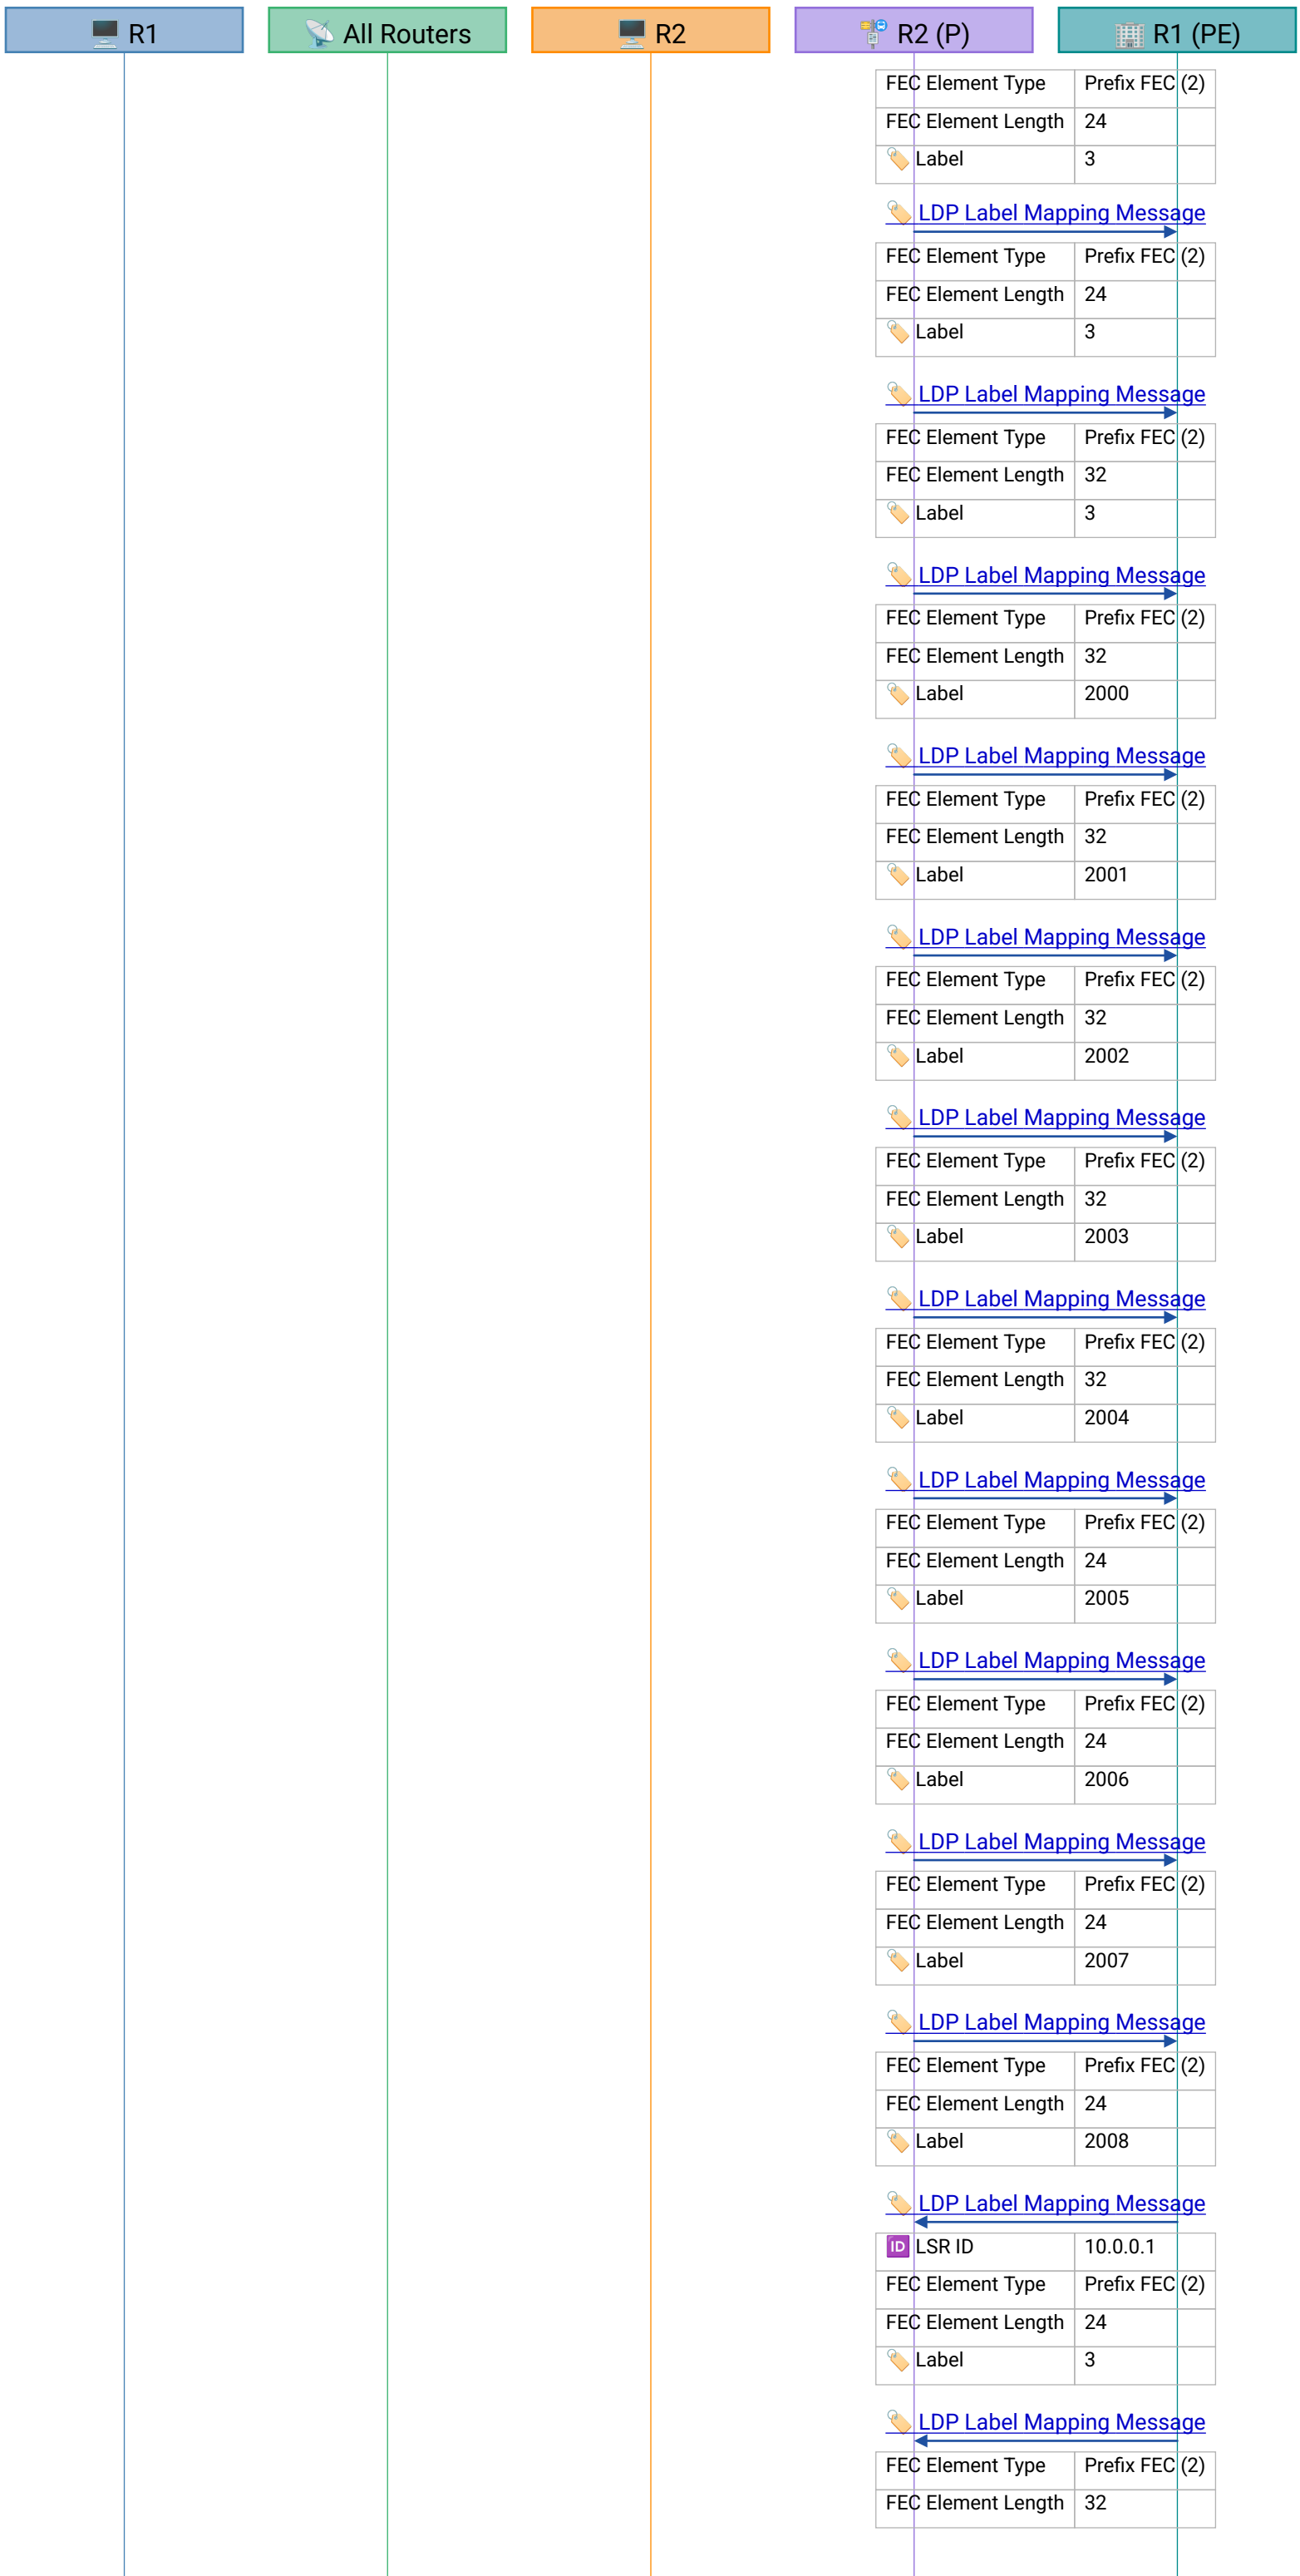 R1 All Routers R2 R2 (P) R1 (PE)
FEC Element Type Prefix FEC (2)
FEC Element Length 24
Label 3
LDP Label Mapping Message
FEC Element Type Prefix FEC (2)
FEC Element Length 24
Label 3
LDP Label Mapping Message
FEC Element Type Prefix FEC (2)
FEC Element Length 32
Label 3
LDP Label Mapping Message
FEC Element Type Prefix FEC (2)
FEC Element Length 32
Label 2000
LDP Label Mapping Message
FEC Element Type Prefix FEC (2)
FEC Element Length 32
Label 2001
LDP Label Mapping Message
FEC Element Type Prefix FEC (2)
FEC Element Length 32
Label 2002
LDP Label Mapping Message
FEC Element Type Prefix FEC (2)
FEC Element Length 32
Label 2003
LDP Label Mapping Message
FEC Element Type Prefix FEC (2)
FEC Element Length 32
Label 2004
LDP Label Mapping Message
FEC Element Type Prefix FEC (2)
FEC Element Length 24
Label 2005
LDP Label Mapping Message
FEC Element Type Prefix FEC (2)
FEC Element Length 24
Label 2006
LDP Label Mapping Message
FEC Element Type Prefix FEC (2)
FEC Element Length 24
Label 2007
LDP Label Mapping Message
FEC Element Type Prefix FEC (2)
FEC Element Length 24
Label 2008
LDP Label Mapping Message
ID LSR ID 10.0.0.1
FEC Element Type Prefix FEC (2)
FEC Element Length 24
Label 3
LDP Label Mapping Message
FEC Element Type Prefix FEC (2)
FEC Element Length 32